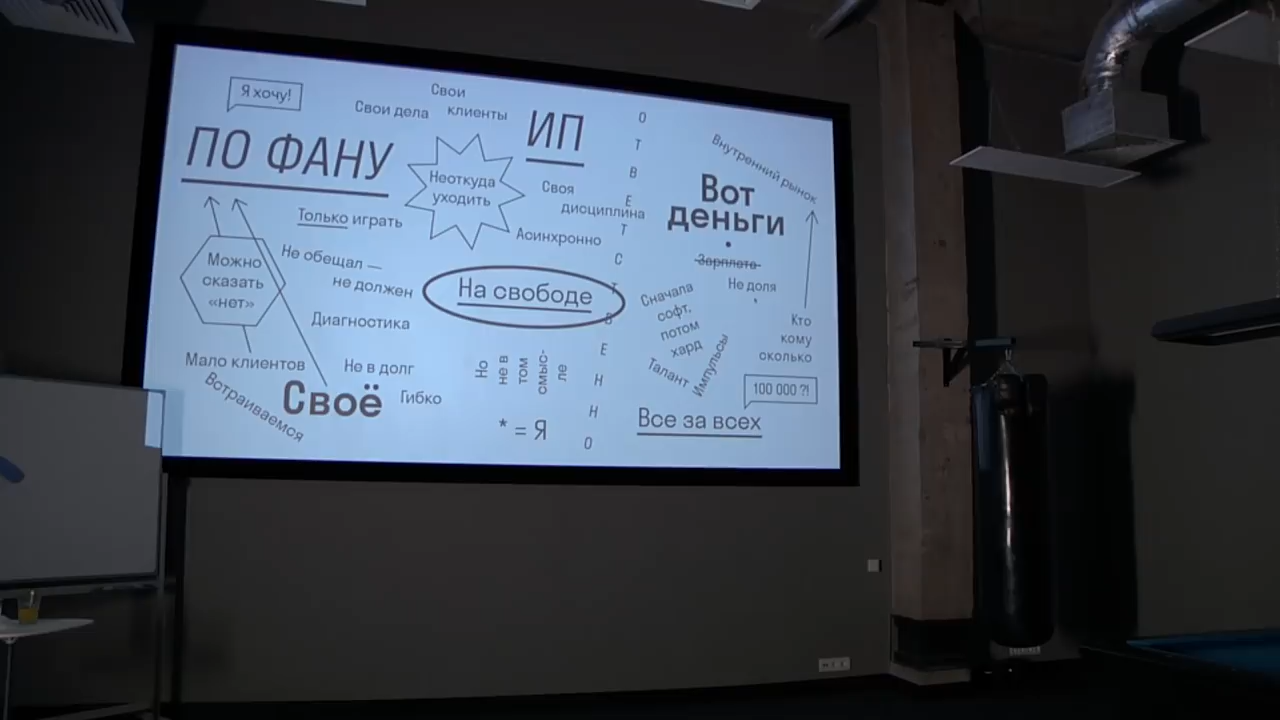 Я хочу!
Свои
Свои дела
клиенты
ПО ФАНУ
ИП
ОТВЕТСТВЕННО
Неоткуда
уходить
Своя
дисциплина
Асинхронно
Внутренний рынок
Вот
деньги
Зарплата
Не доля
Только играть
Можно
сказать
«нет»
Не обещал —
не должен
На свободе
Диагностика
Сначала
софт,
потом
хард
Талант
Импульсы
Кто
кому
сколько
100 000 ?!
Мало клиентов
Не в долг
Встраиваемся
Своё
Гибко
Но
не в
том
смыс-
ле
* = Я
Все за всех